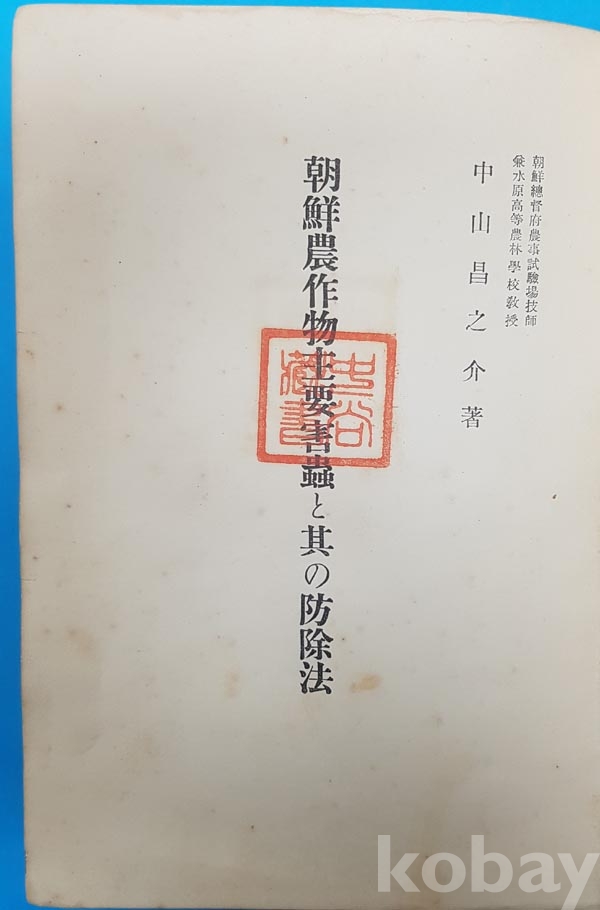 朝鮮總督府農事試驗場技師
兼水原高等農林學校教授
中山昌之介著
朝鮮農作物主要害蟲と其の防除法
藏書
kobay